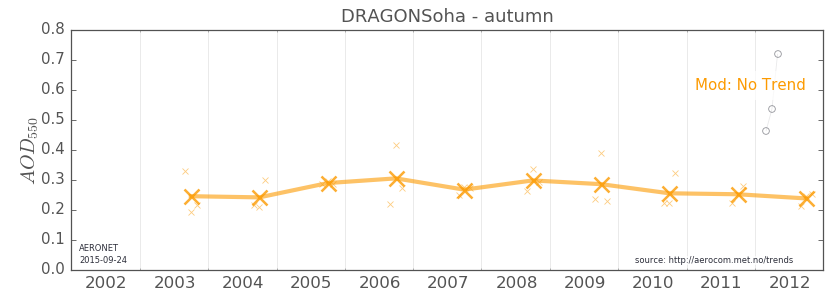 DRAGONSoha - autumn
0.8
0.7
Mod: No Trend
0.6
0.5
0.4
AOD550
0.3
0.2
0.1
AERONET
2015-09-24
source: http://aerocom.met.no/trends
0.0
2002 2003 2004 2005 2006 2007 2008 2009 2010 2011 2012